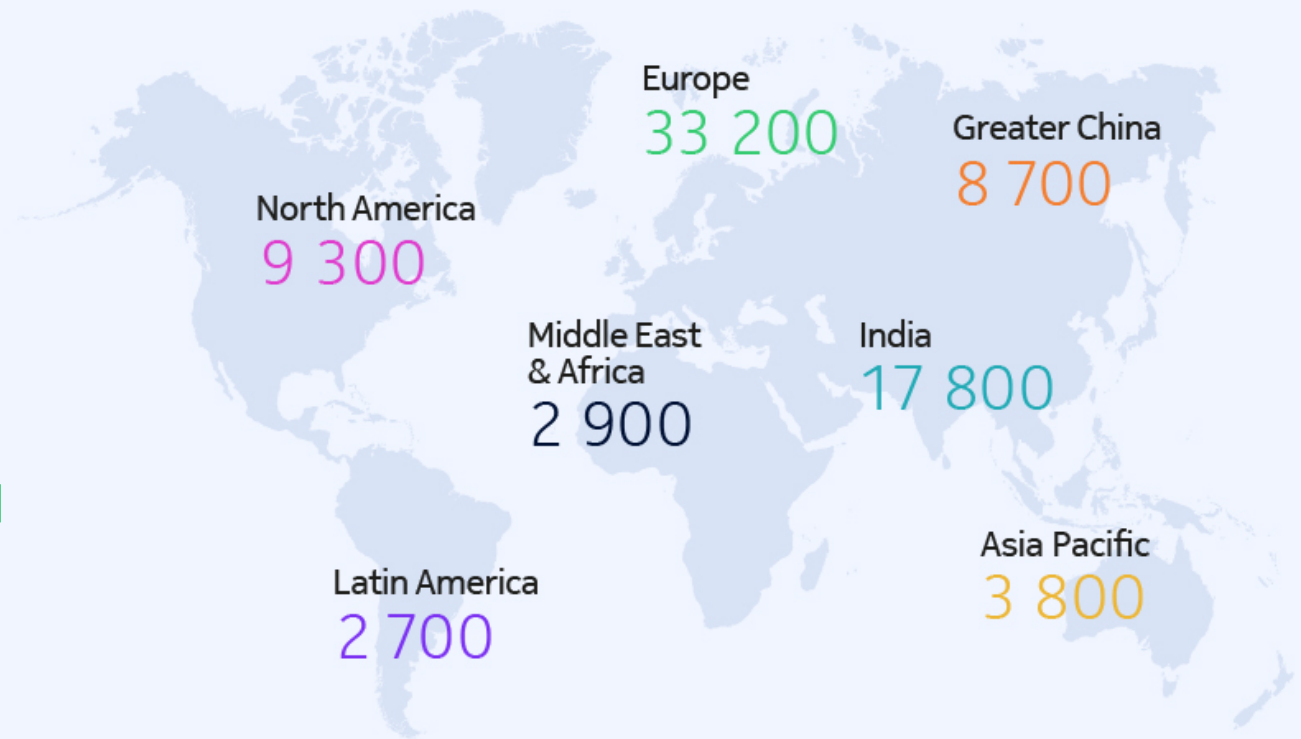 Europe
33 200
Greater China
8 700
North America
9 300
Middle East
& Africa
2 900
India
17 800
Asia Pacific
3 800
Latin America
2 700